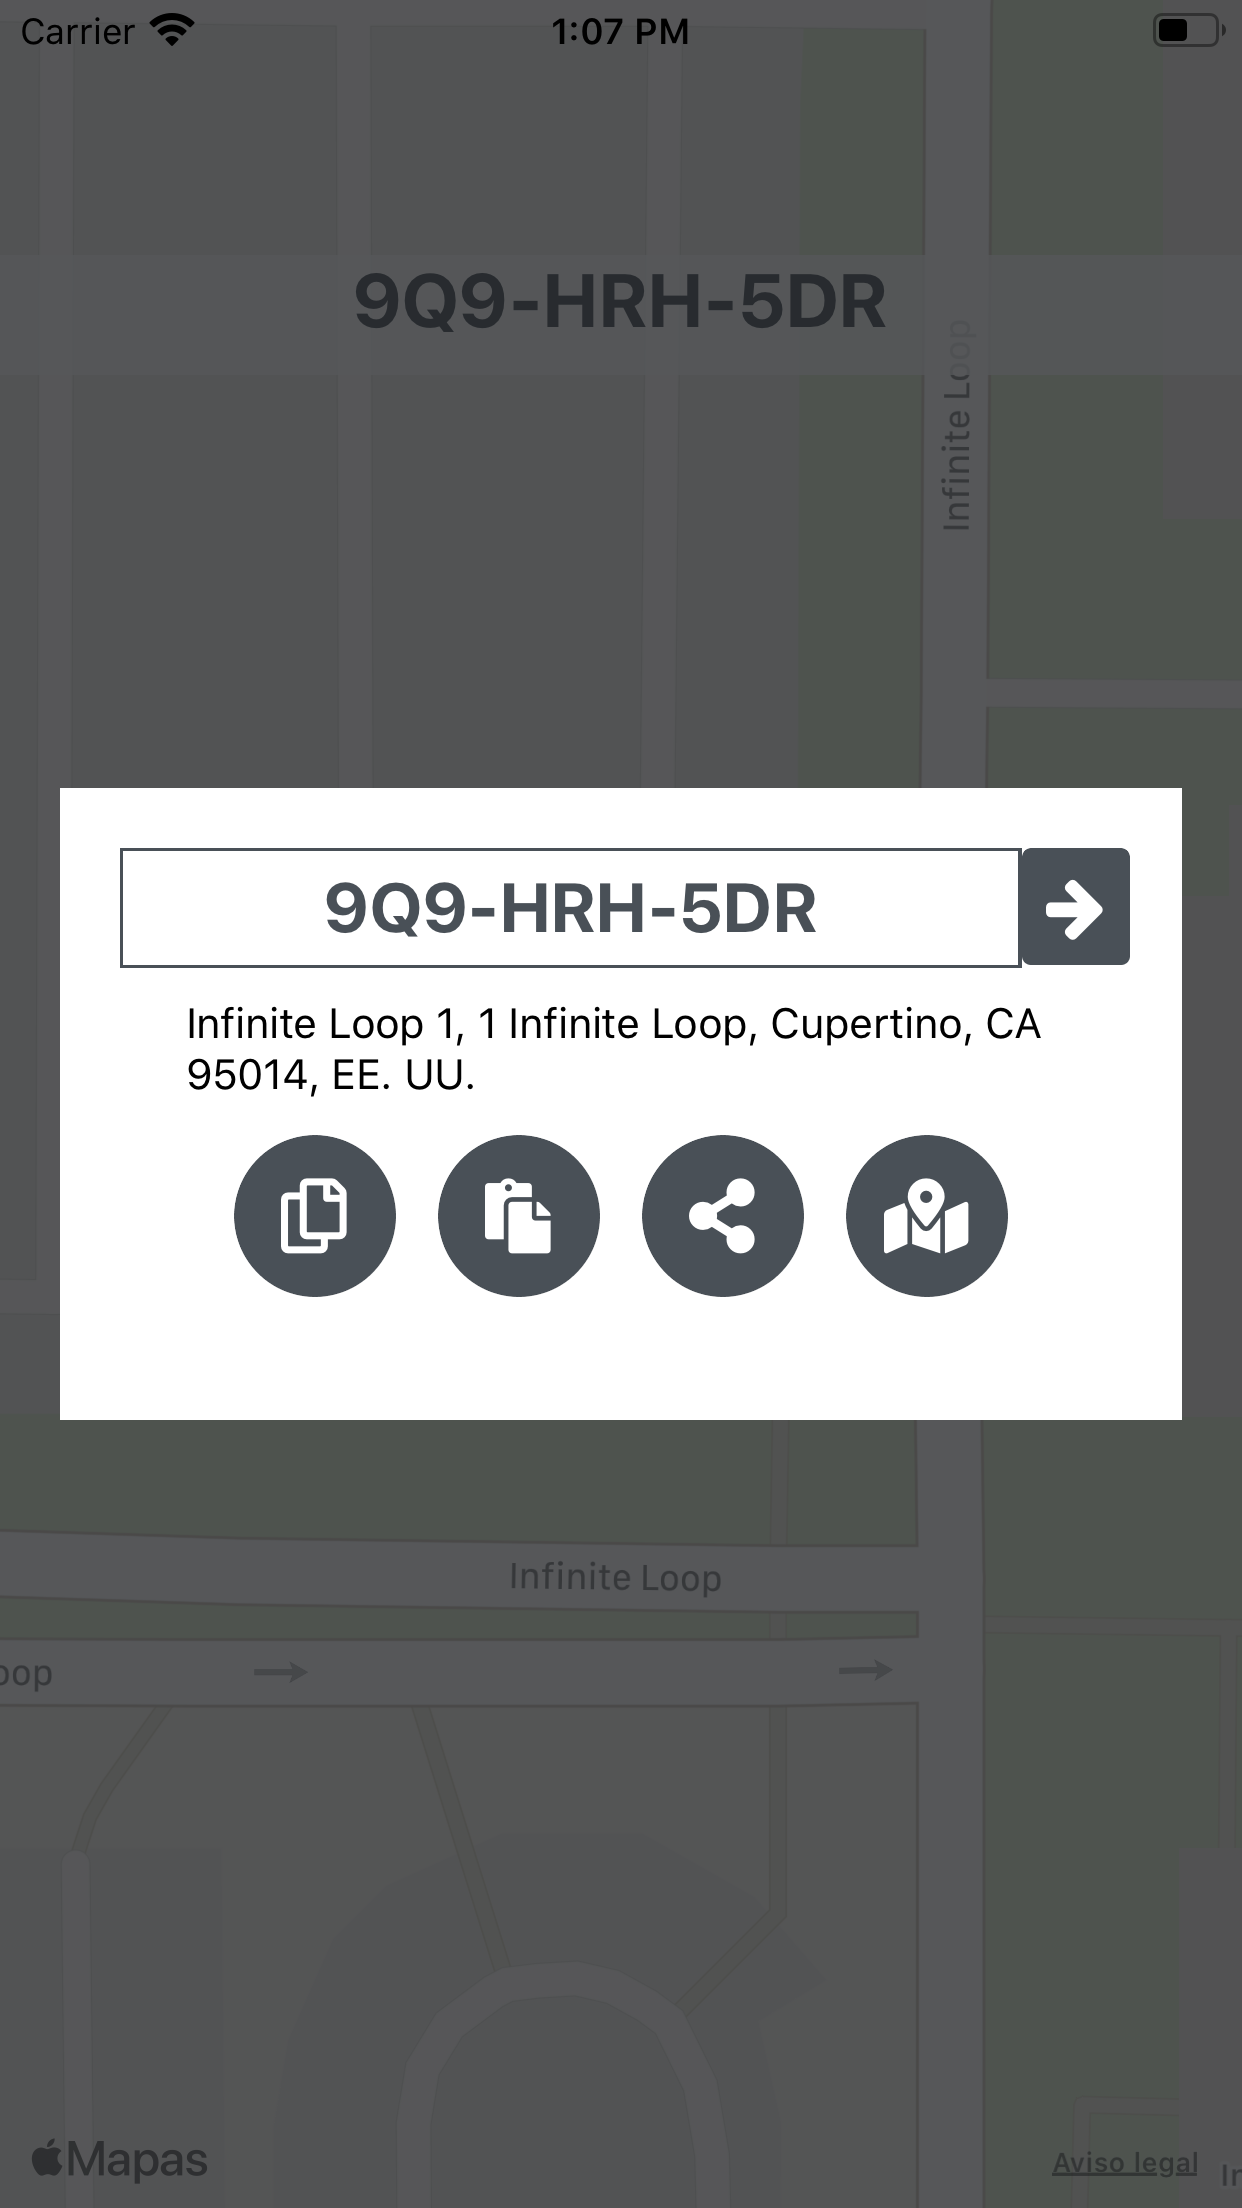 Carrier 1:07 PM
9Q9-HRH-5DR
Infinite Loop
9Q9-HRH-5DR
Infinite Loop 1, 1 Infinite Loop, Cupertino, CA
95014, EE. UU.
Infinite Loop
oop
Mapas
Aviso legal
In